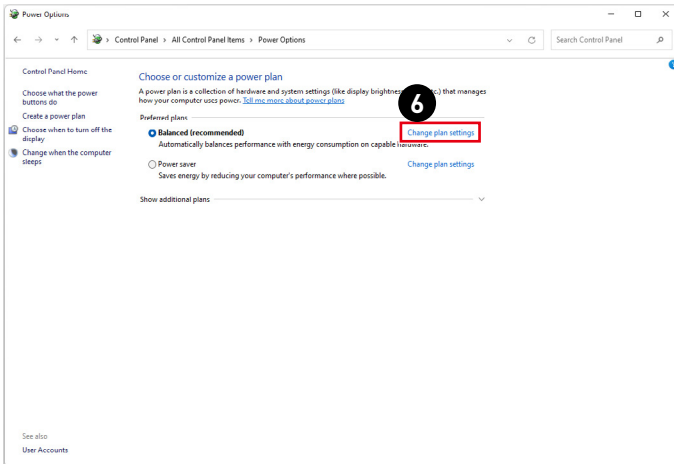 Power Options
Control Panel > All Control Panel Items > Power Options
Search Control Panel
Control Panel Home
Choose what the power
buttons do
Create a power plan
Choose when to turn off the
display
Change when the computer
sleeps
Choose or customize a power plan
A power plan is a collection of hardware and system settings (like display brightness, etc.) that manages
how your computer uses power. Tell me more about power plans
6
Preferred plans
Balanced (recommended)
Change plan settings
Automatically balances performance with energy consumption on capable hardware.
Power saver
Change plan settings
Saves energy by reducing your computer's performance where possible.
Show additional plans
See also
User Accounts